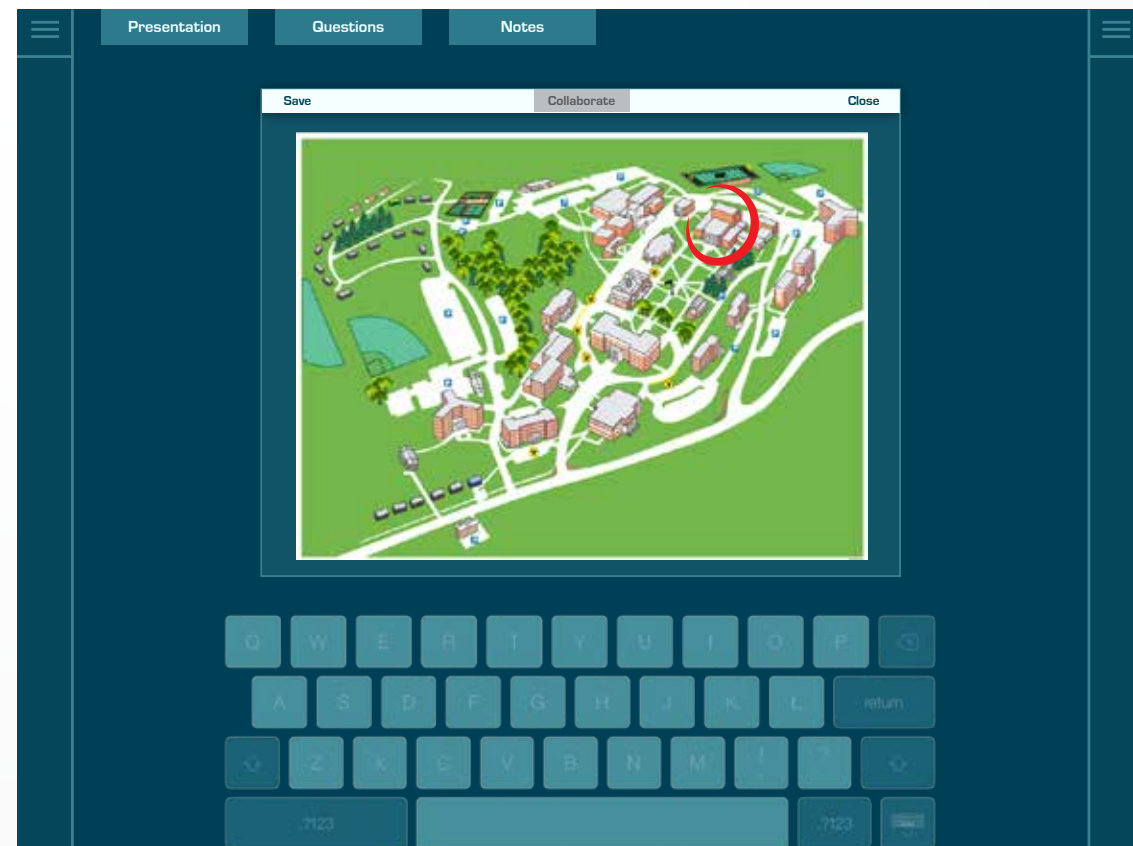 Presentation Questions Notes
Save Collaborate Close
Q W E R T Y U I O P
A S D F G H J K L return
Z X C V B N M ! ?
.?123 .?123